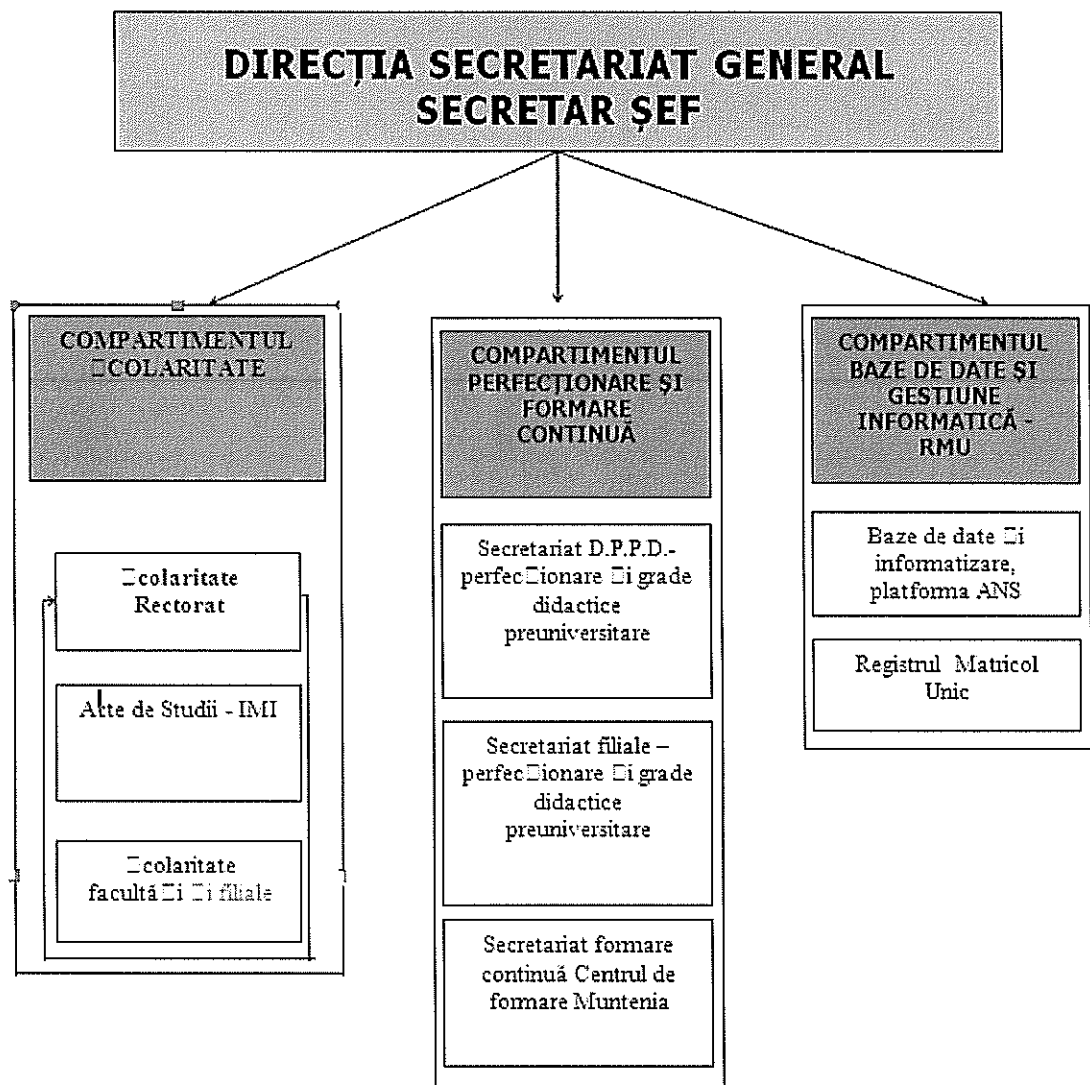 DIRECȚIA SECRETARIAT GENERAL
SECRETAR ȘEF
COMPARTIMENTUL
□COLARITATE
□colaritate
Rectorat
Acte de Studii - IMI
□colaritate
facultă□i □i filiale
COMPARTIMENTUL
PERFECȚIONARE ȘI
FORMARE
CONTINUĂ
Secretariat D.P.P.D.-
perfec□ionare □i grade
didactice
preuniversitare
Secretariat filiale –
perfec□ionare □i grade
didactice
preuniversitare
Secretariat formare
continuă Centrul de
formare Muntenia
COMPARTIMENTUL
BAZE DE DATE ȘI
GESTIUNE
INFORMATICĂ -
RMU
Baze de date □i
informatizare,
platforma ANS
Registrul Matricol
Unic